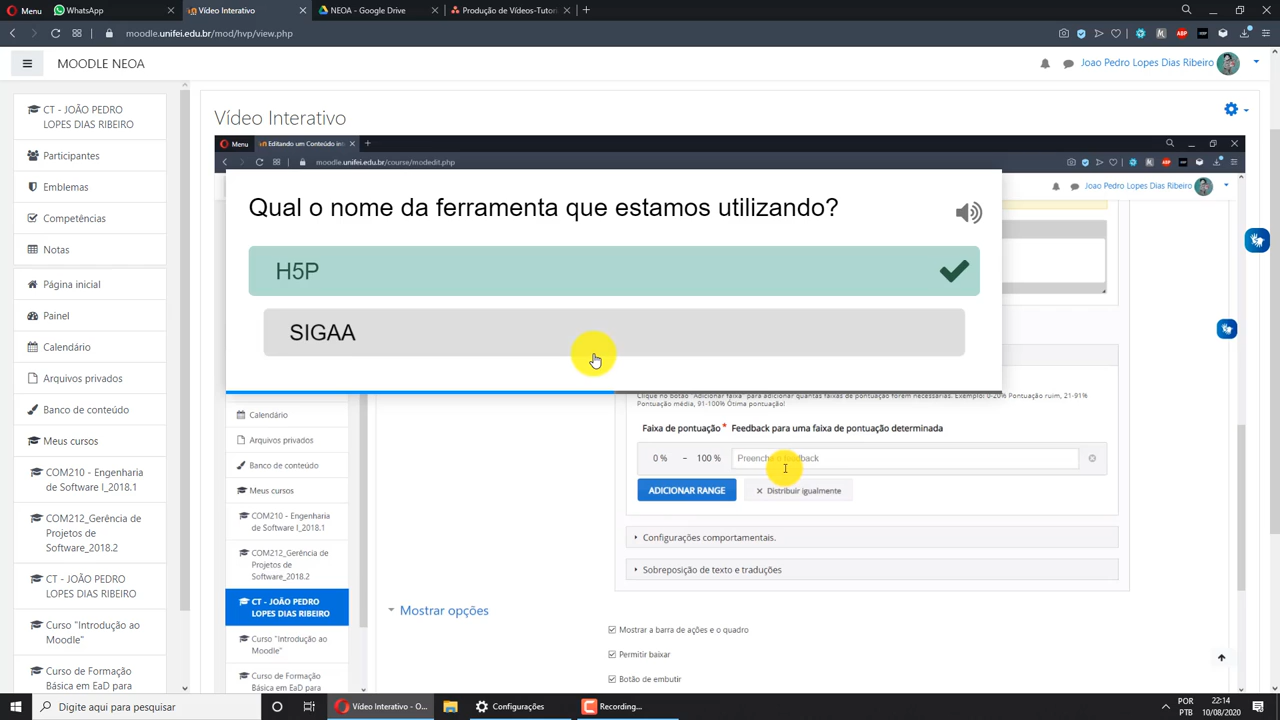 Menu
WhatsApp
Vídeo Interativo
NEOA - Google Drive
Produção de Vídeos-Tutor
moodle.unifei.edu.br/mod/hvp/view.php
MOODLE NEOA
Joao Pedro Lopes Dias Ribeiro
CT - JOÃO PEDRO
LOPES DIAS RIBEIRO
Participantes
Emblemas
Competências
Notas
Página inicial
Painel
Calendário
Arquivos privados
Banco de conteúdo
Meus cursos
COM210 - Engenharia
de Software I_2018.1
COM212_Gerência de
Projetos de
Software_2018.2
CT - JOÃO PEDRO
LOPES DIAS RIBEIRO
Curso "Introdução ao
Moodle"
Curso de Formação
Básica em EaD para
Vídeo Interativo
Menu
Editando um Conteúdo int
moodle.unifei.edu.br/course/modedit.php
Joao Pedro Lopes Dias Ribeiro
Qual o nome da ferramenta que estamos utilizando?
H5P
SIGAA
Clique no botão "Adicionar faixa" para adicionar quantas faixas de pontuação forem necessárias. Exemplo: 0-20% Pontuação ruim, 21-91%
Pontuação média, 91-100% Ótima pontuação!
Faixa de pontuação * Feedback para uma faixa de pontuação determinada
0 % - 100 % Preencha o feedback
ADICIONAR RANGE
Distribuir igualmente
Configurações comportamentais.
Sobreposição de texto e traduções
Calendário
Arquivos privados
Banco de conteúdo
Meus cursos
COM210 - Engenharia
de Software I_2018.1
COM212_Gerência de
Projetos de
Software_2018.2
CT - JOÃO PEDRO
LOPES DIAS RIBEIRO
Curso "Introdução ao
Moodle"
Curso de Formação
Básica em EaD para
Mostrar opções
Mostrar a barra de ações e o quadro
Permitir baixar
Botão de embutir
Digite aqui para pesquisar
Vídeo Interativo - O...
Configurações
Recording...
POR
PTB
22:14
10/08/2020